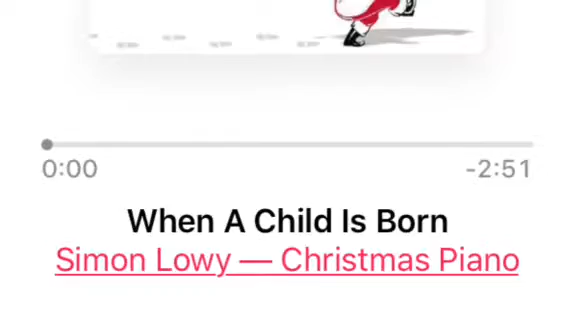 0:00 -2:51
When A Child Is Born
Simon Lowy — Christmas Piano